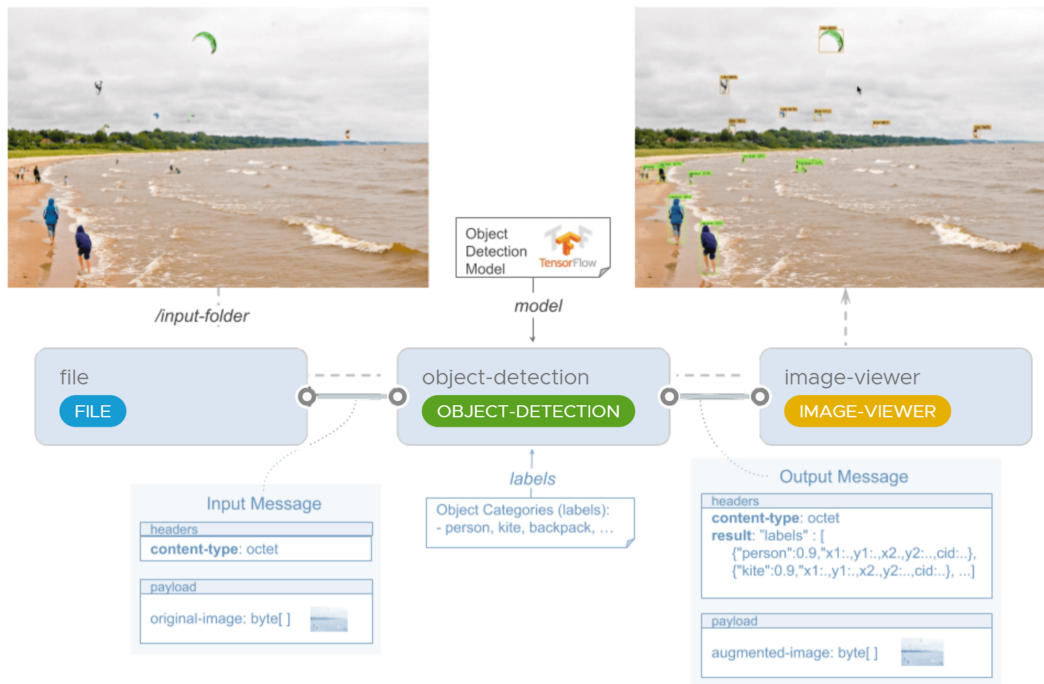 Object
Detection
Model
TensorFlow
/input-folder
model
file
FILE
object-detection
OBJECT-DETECTION
image-viewer
IMAGE-VIEWER
labels
Object Categories (labels):
- person, kite, backpack, …
Input Message
headers
content-type: octet
payload
original-image: byte[ ]
Output Message
headers
content-type: octet
result: "labels" : [
{"person":0.9,"x1:.,y1:.,x2.,y2:..,cid:..},
{"kite":0.9,"x1:.,y1:.,x2.,y2:..,cid:..}, ...]
payload
augmented-image: byte[ ]